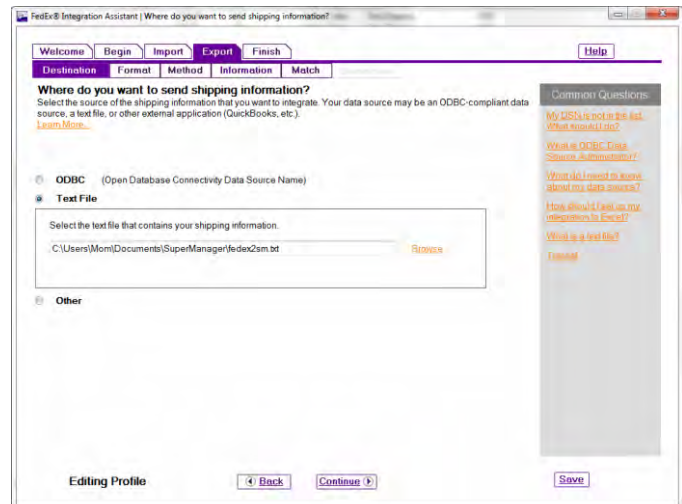 FedEx® Integration Assistant | Where do you want to send shipping information?
Welcome Begin Import Export Finish Help
Destination Format Method Information Match
Where do you want to send shipping information?
Select the source of the shipping information that you want to integrate. Your data source may be an ODBC-compliant data
source, a text file, or other external application (QuickBooks, etc.).
Learn More...
ODBC (Open Database Connectivity Data Source Name)
Text File
Select the text file that contains your shipping information.
C:\Users\Mom\Documents\SuperManager\fedex2sm.txt Browse
Other
Common Questions
My DSN is not in the list.
What should I do?
What is ODBC Data
Source Administrator?
What do I need to know
about my data source?
How should I set up my
integration to Excel?
What is a text file?
Tutorial
Editing Profile Back Continue Save